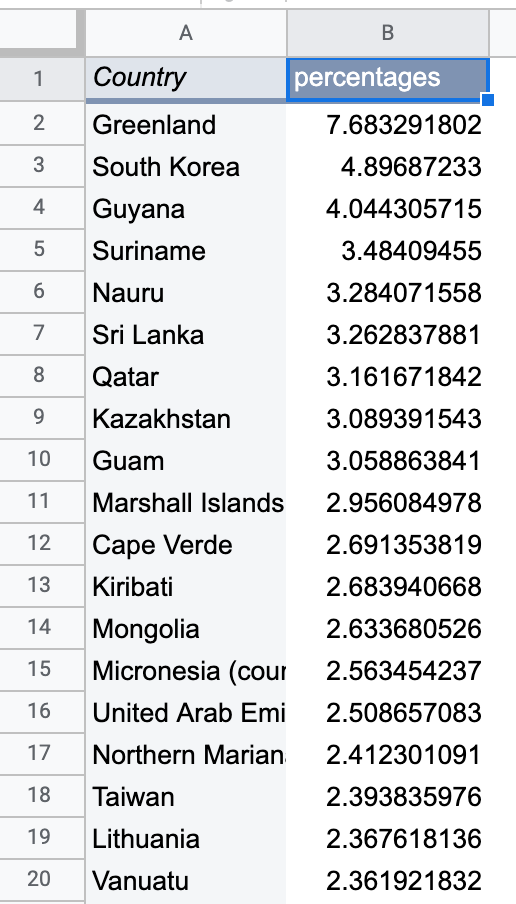 A B
1 Country percentages
2 Greenland 7.683291802
3 South Korea 4.89687233
4 Guyana 4.044305715
5 Suriname 3.48409455
6 Nauru 3.284071558
7 Sri Lanka 3.262837881
8 Qatar 3.161671842
9 Kazakhstan 3.089391543
10 Guam 3.058863841
11 Marshall Islands 2.956084978
12 Cape Verde 2.691353819
13 Kiribati 2.683940668
14 Mongolia 2.633680526
15 Micronesia (cour 2.563454237
16 United Arab Emi 2.508657083
17 Northern Mariana 2.412301091
18 Taiwan 2.393835976
19 Lithuania 2.367618136
20 Vanuatu 2.361921832